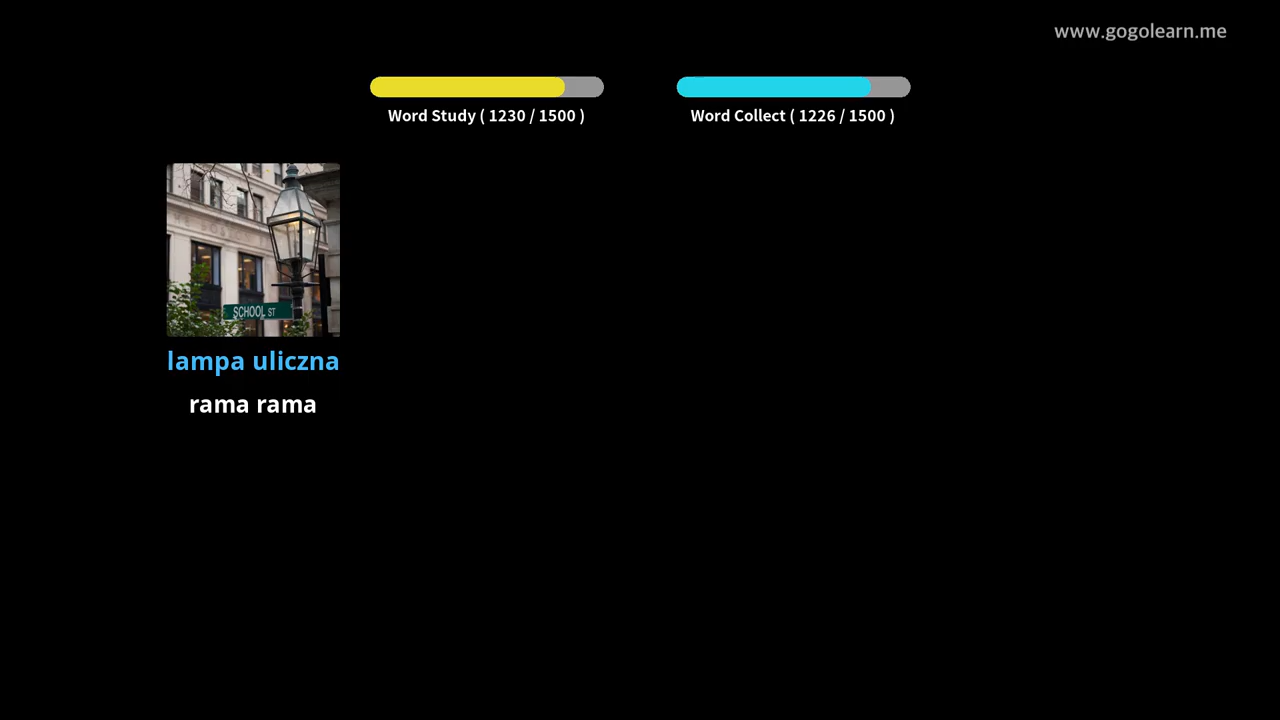 www.gogolearn.me
Word Study ( 1230 / 1500 )
Word Collect ( 1226 / 1500 )
SCHOOL ST
lampa uliczna
rama rama